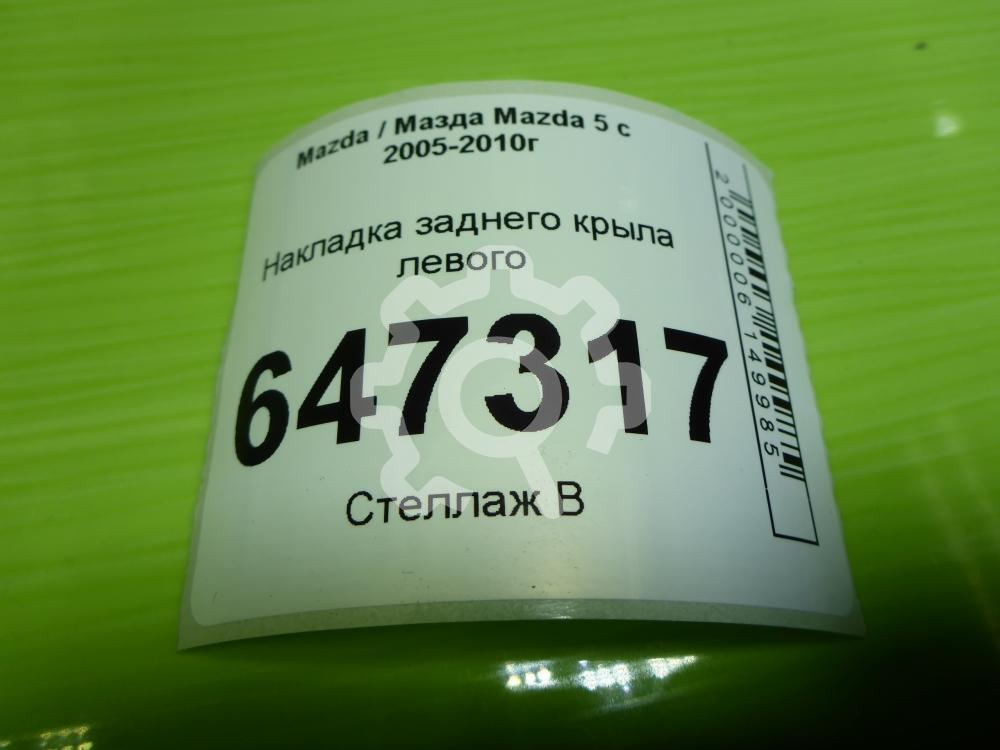 Mazda / Мазда Mazda 5 с
2005-2010г
Накладка заднего крыла
левого
647317
Стеллаж В
2000006149985